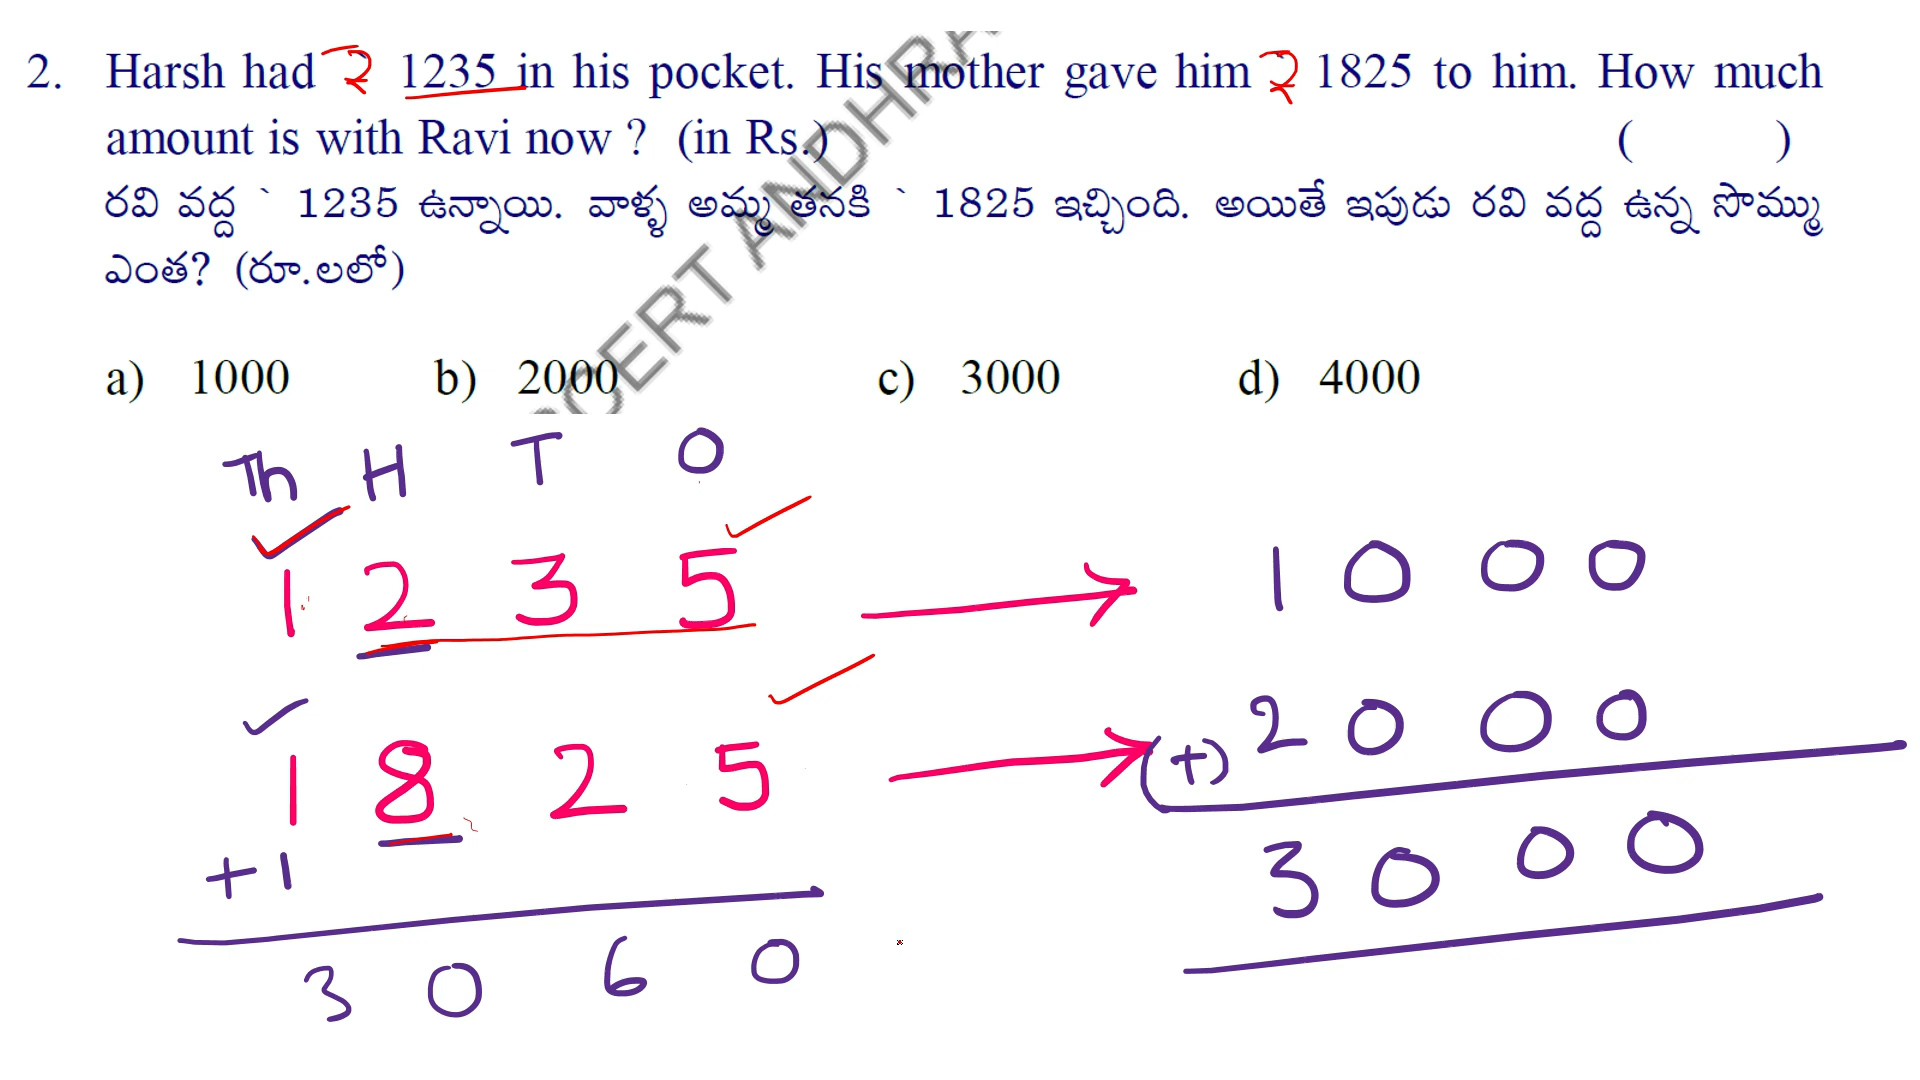 2. Harsh had ₹ 1235 in his pocket. His mother gave him ₹ 1825 to him. How much
amount is with Ravi now ? (in Rs.) ( )
రవి వద్ద ` 1235 ఉన్నాయి. వాళ్ళ అమ్మ తనకి ` 1825 ఇచ్చింది. అయితే ఇపుడు రవి వద్ద ఉన్న సొమ్ము
ఎంత? (రూ.లలో)
SCERT ANDHRA
a) 1000 b) 2000 c) 3000 d) 4000
Th H T O
1 2 3 5 → 1 0 0 0
1 8 2 5 → (+) 2 0 0 0
+1
3 0 6 0
3 0 0 0